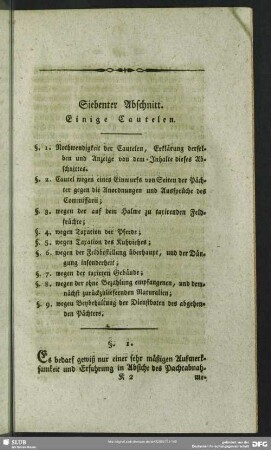 Siebenter Abschnitt.
Einige Cautelen.
§. 1. Nothwendigkeit der Cautelen, Erklärung dersel-
ben und Anzeige von dem Inhalte dieses Ab-
schnittes.
§. 2. Cautel wegen eines Einwurfs von Seiten der Päch-
ter gegen die Anordnungen und Aussprüche des
Commissarii;
§. 3. wegen der auf dem Halme zu taxirenden Feld-
früchte;
§. 4. wegen Taxation der Pferde;
§. 5. wegen Taxation des Kuhviehes;
§. 6. wegen der Feldbestellung überhaupt, und der Dün-
gung insonderheit;
§. 7. wegen der taxirten Gebäude;
§. 8. wegen der ohne Bezahlung empfangenen, und dem-
nächst zurückzuliefernden Naturalien;
§. 9. wegen Beybehaltung der Dienstboten des abgehen-
den Pächters.
§. 1.
Es bedarf gewiß nur einer sehr mäßigen Aufmerk-
samkeit und Erfahrung in Absicht des Pachtabnah-
K 2 me-
SLUB